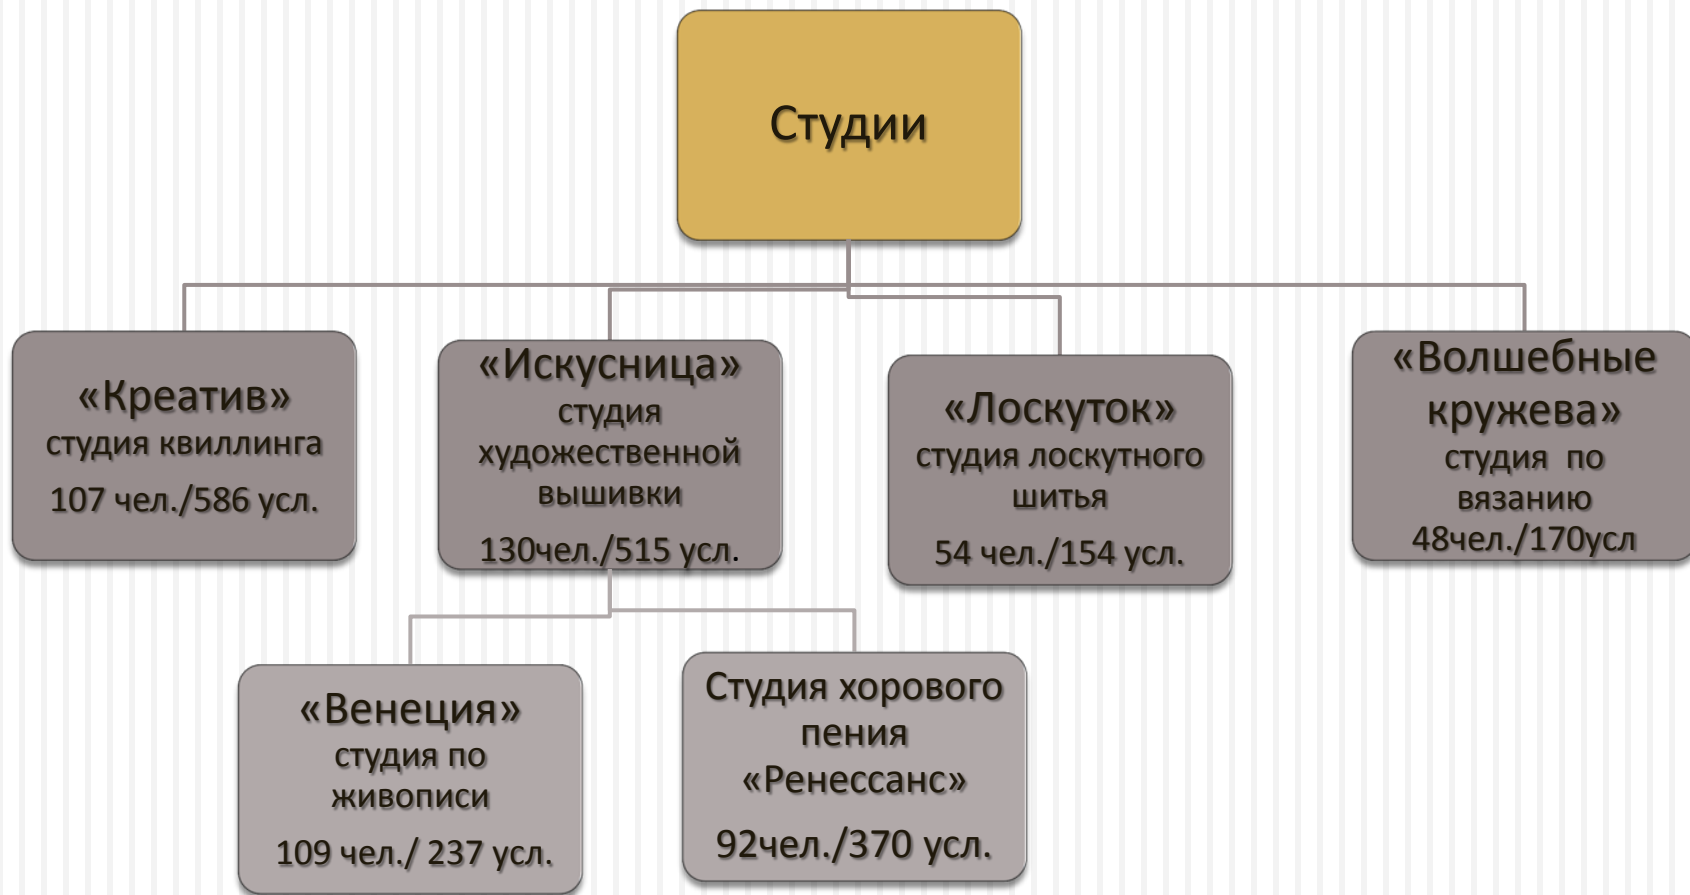 Студии
«Креатив»
студия квиллинга
107 чел./586 усл.
«Искусница»
студия
художественной
вышивки
130чел./515 усл.
«Лоскуток»
студия лоскутного
шитья
54 чел./154 усл.
«Волшебные
кружева»
студия по
вязанию
48чел./170усл
«Венеция»
студия по
живописи
109 чел./ 237 усл.
Студия хорового
пения
«Ренессанс»
92чел./370 усл.